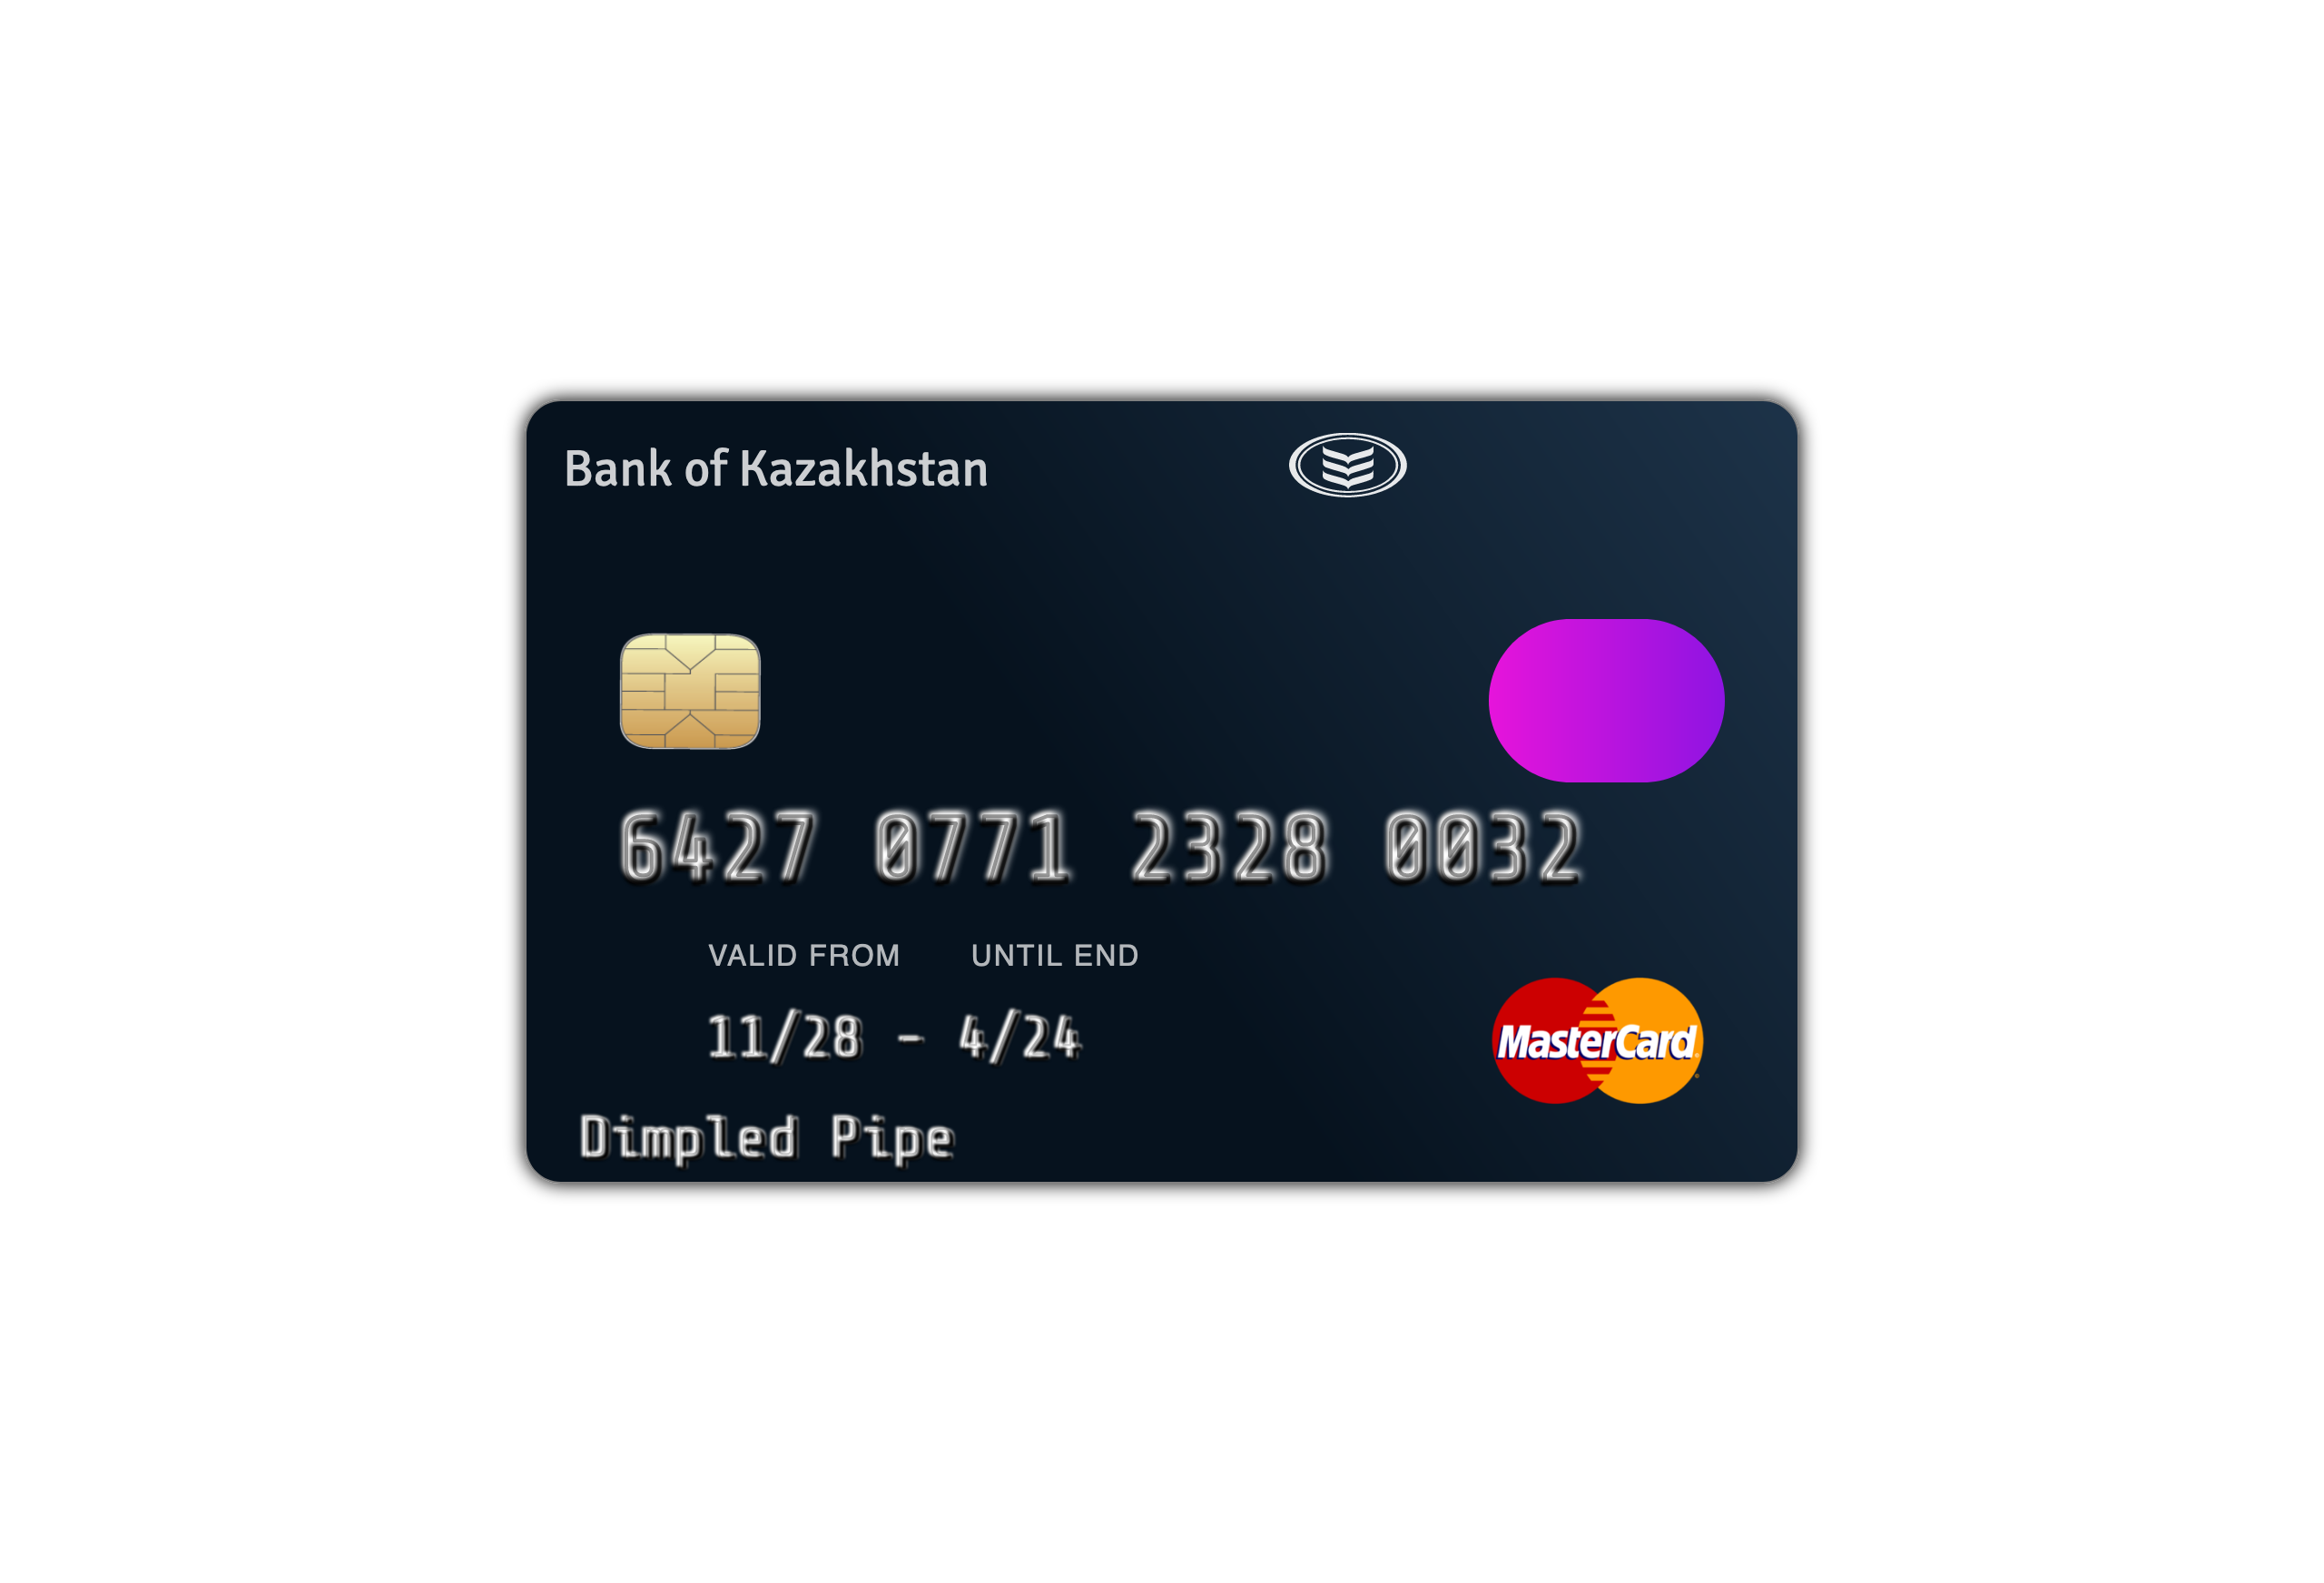 Bank of Kazakhstan
6427 0771 2328 0032
VALID FROM UNTIL END
11/28 - 4/24
MasterCard
Dimpled Pipe